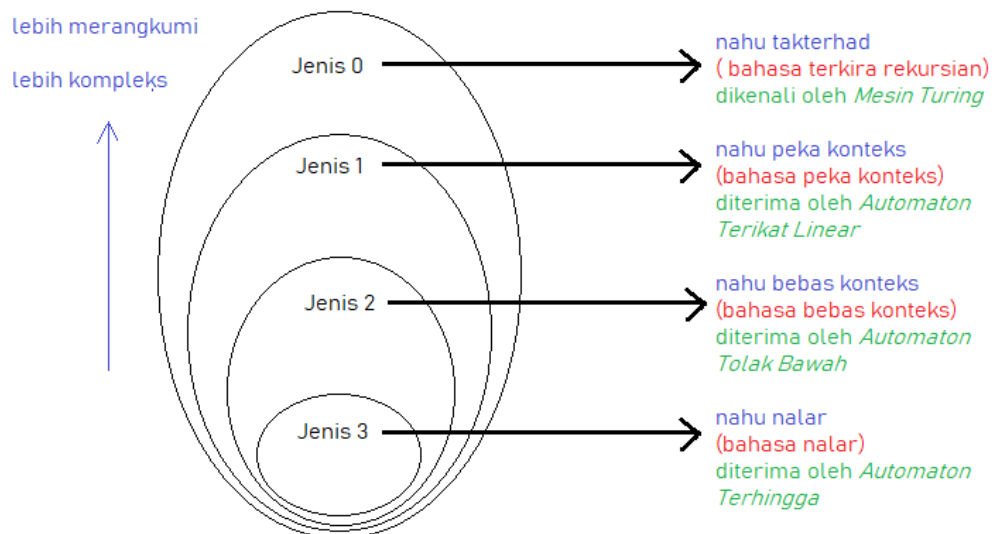 lebih merangkumi
lebih kompleks
Jenis 0
nahu takterhad
( bahasa terkira rekursian)
dikenali oleh Mesin Turing
Jenis 1
nahu peka konteks
(bahasa peka konteks)
diterima oleh Automaton
Terikat Linear
Jenis 2
nahu bebas konteks
(bahasa bebas konteks)
diterima oleh Automaton
Tolak Bawah
Jenis 3
nahu nalar
(bahasa nalar)
diterima oleh Automaton
Terhingga